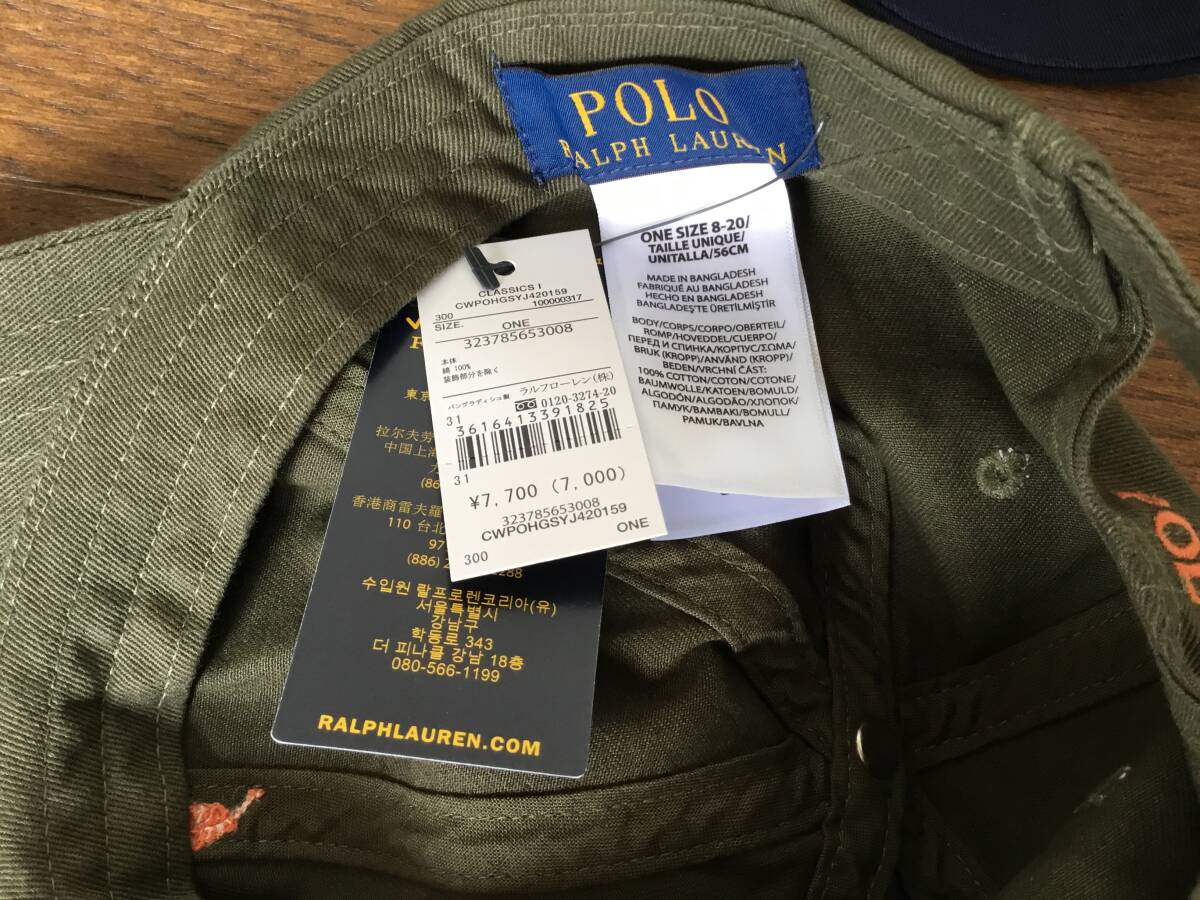 POLO
RALPH LAUREN
ONE SIZE 8-20/
TAILLE UNIQUE/
UNITALLA/56CM
MADE IN BANGLADESH
FABRIQUÉ AU BANGLADESH
HECHO EN BANGLADESH
BANGLADEŞ'TE ÜRETİLMİŞTİR
BODY/CORPS/CORPO/OBERTEIL/
ROMP/HOVEDDEL/CUERPO/
ПЕРЕД И СПИНКА/КОРПУС/ΣΩΜΑ/
BRUK (KROPP)/ANVÄND (KROPP)/
BEDEN/VRCHNÍ ČÁST:
100% COTTON/COTON/COTONE/
BAUMWOLLE/KATOEN/BOMULD/
ALGODÓN/ALGODÃO/ХЛОПОК/
ПАМУК/ΒΑΜΒΑΚΙ/BOMULL/
PAMUK/BAVLNA
CLASSICS I
CWPOHGSYJ420159
300 100000317
SIZE. ONE
323785653008
本体
綿 100%
装飾部分を除く
ラルフローレン(株)
バングラディシュ製 0120-3274-20
31
3616413391825
31
¥7,700 (7,000)
323785653008
CWPOHGSYJ420159
300 ONE
東京
拉尔夫劳
中国上海
(86
香港商雷夫羅
110 台北
97
(886) 2 288
수입원 랄프로렌코리아(유)
서울특별시
강남구
학동로 343
더 피나클 강남 18층
080-566-1199
RALPHLAUREN.COM